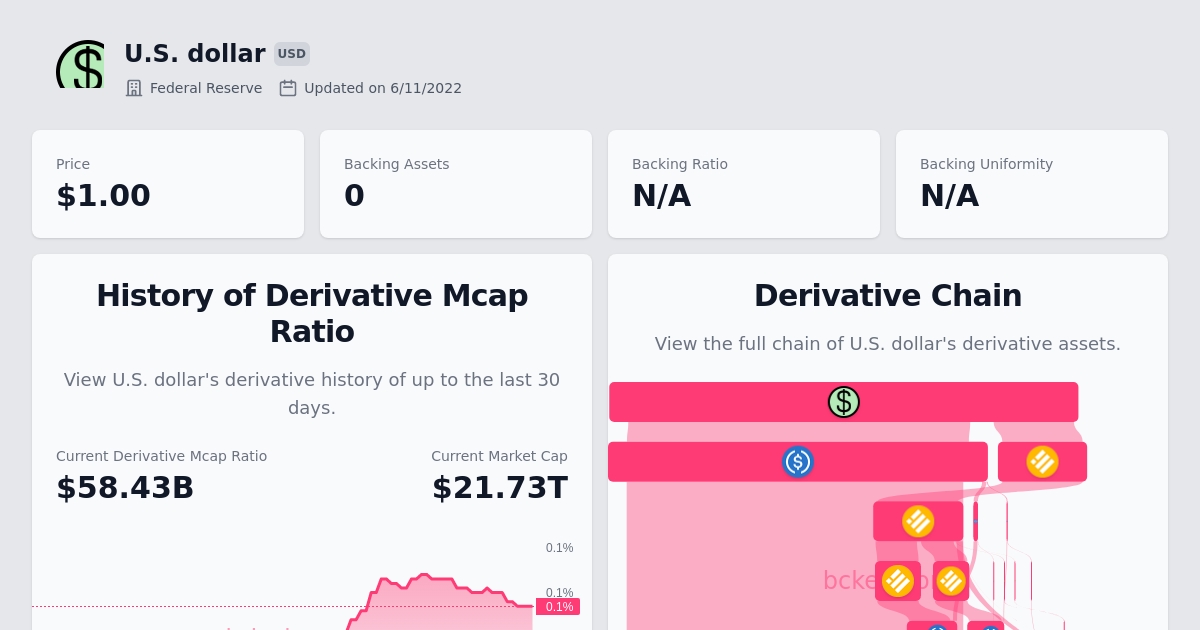 U.S. dollar USD
Federal Reserve Updated on 6/11/2022
Price
$1.00
Backing Assets
0
Backing Ratio
N/A
Backing Uniformity
N/A
History of Derivative Mcap
Ratio
View U.S. dollar's derivative history of up to the last 30
days.
Current Derivative Mcap Ratio
$58.43B
Current Market Cap
$21.73T
0.1%
0.1%
0.1%
Derivative Chain
View the full chain of U.S. dollar's derivative assets.